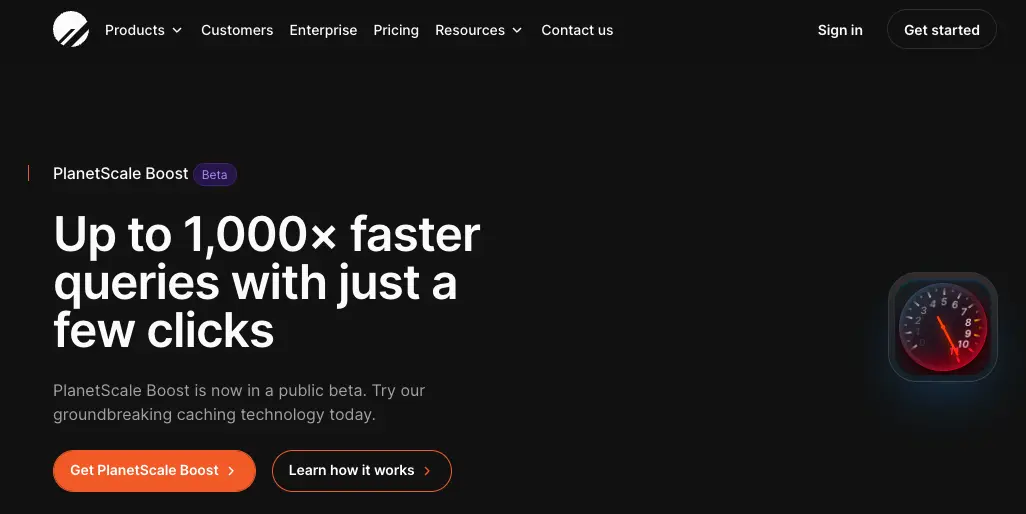 Products
Customers
Enterprise
Pricing
Resources
Contact us
Sign in
Get started
PlanetScale Boost Beta
Up to 1,000× faster
queries with just a
few clicks
PlanetScale Boost is now in a public beta. Try our
groundbreaking caching technology today.
Get PlanetScale Boost
Learn how it works
0 1 2 3 4 5 6 7 8 9 10 11